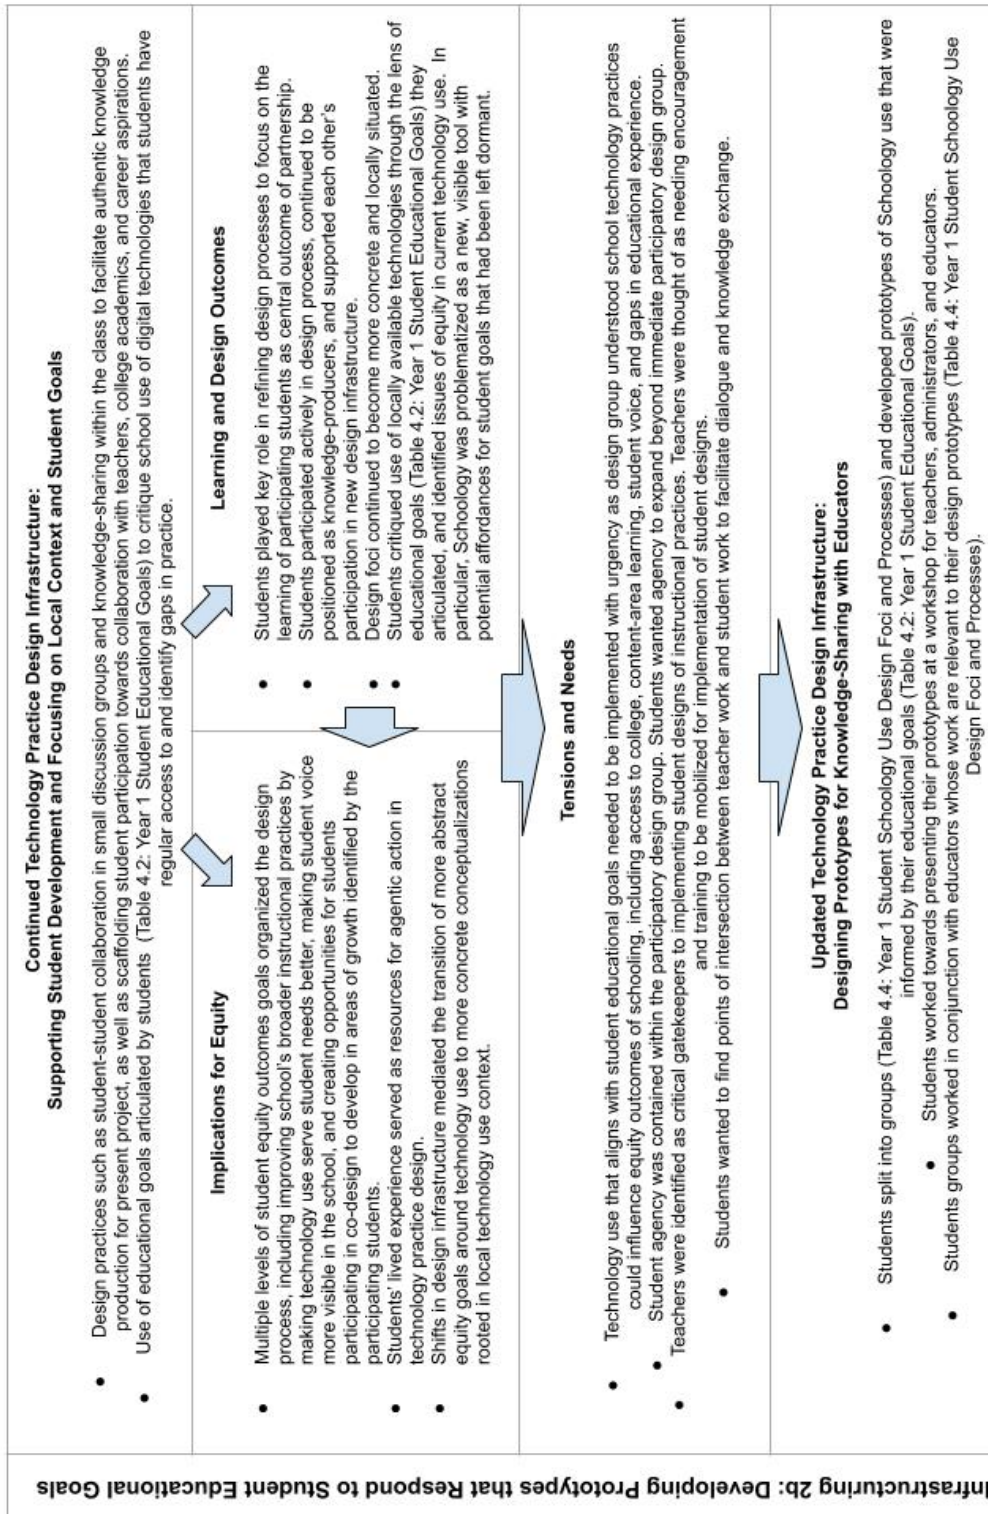 Infrastructuring 2b: Developing Prototypes that Respond to Student Educational Goals
Continued Technology Practice Design Infrastructure:
Supporting Student Development and Focusing on Local Context and Student Goals
• Design practices such as student-student collaboration in small discussion groups and knowledge-sharing within the class to facilitate authentic knowledge
production for present project, as well as scaffolding student participation towards collaboration with teachers, college academics, and career aspirations.
• Use of educational goals articulated by students (Table 4.2: Year 1 Student Educational Goals) to critique school use of digital technologies that students have
regular access to and identify gaps in practice.
Implications for Equity
• Multiple levels of student equity outcomes goals organized the design
process, including improving school's broader instructional practices by
making technology use serve student needs better, making student voice
more visible in the school, and creating opportunities for students
participating in co-design to develop in areas of growth identified by the
participating students.
• Students' lived experience served as resources for agentic action in
technology practice design.
• Shifts in design infrastructure mediated the transition of more abstract
equity goals around technology use to more concrete conceptualizations
rooted in local technology use context.
Learning and Design Outcomes
• Students played key role in refining design processes to focus on the
learning of participating students as central outcome of partnership.
• Students participated actively in design process, continued to be
positioned as knowledge-producers, and supported each other's
participation in new design infrastructure.
• Design foci continued to become more concrete and locally situated.
• Students critiqued use of locally available technologies through the lens of
educational goals (Table 4.2: Year 1 Student Educational Goals) they
articulated, and identified issues of equity in current technology use. In
particular, Schoology was problematized as a new, visible tool with
potential affordances for student goals that had been left dormant.
Tensions and Needs
• Technology use that aligns with student educational goals needed to be implemented with urgency as design group understood school technology practices
could influence equity outcomes of schooling, including access to college, content-area learning, student voice, and gaps in educational experience.
• Student agency was contained within the participatory design group. Students wanted agency to expand beyond immediate participatory design group.
• Teachers were identified as critical gatekeepers to implementing student designs of instructional practices. Teachers were thought of as needing encouragement
and training to be mobilized for implementation of student designs.
• Students wanted to find points of intersection between teacher work and student work to facilitate dialogue and knowledge exchange.
Updated Technology Practice Design Infrastructure:
Designing Prototypes for Knowledge-Sharing with Educators
• Students split into groups (Table 4.4: Year 1 Student Schoology Use Design Foci and Processes) and developed prototypes of Schoology use that were
informed by their educational goals (Table 4.2: Year 1 Student Educational Goals).
• Students worked towards presenting their prototypes at a workshop for teachers, administrators, and educators.
• Students groups worked in conjunction with educators whose work are relevant to their design prototypes (Table 4.4: Year 1 Student Schoology Use
Design Foci and Processes).